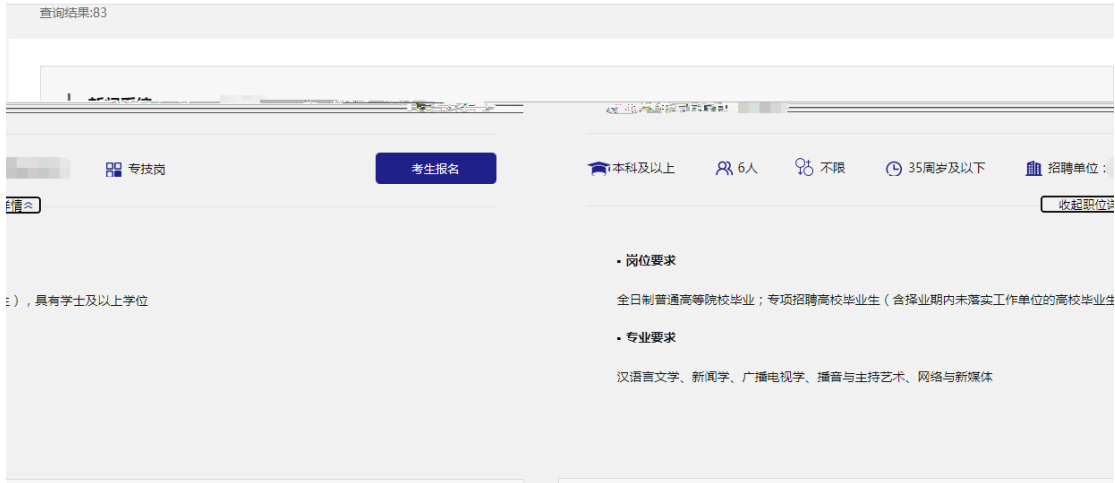 查询结果:83
专技岗
考生报名
本科及以上 6人 不限 35周岁及以下 招聘单位：
详情
收起职位详
▪ 岗位要求
），具有学士及以上学位
全日制普通高等院校毕业；专项招聘高校毕业生（含择业期内未落实工作单位的高校毕业生
▪ 专业要求
汉语言文学、新闻学、广播电视学、播音与主持艺术、网络与新媒体